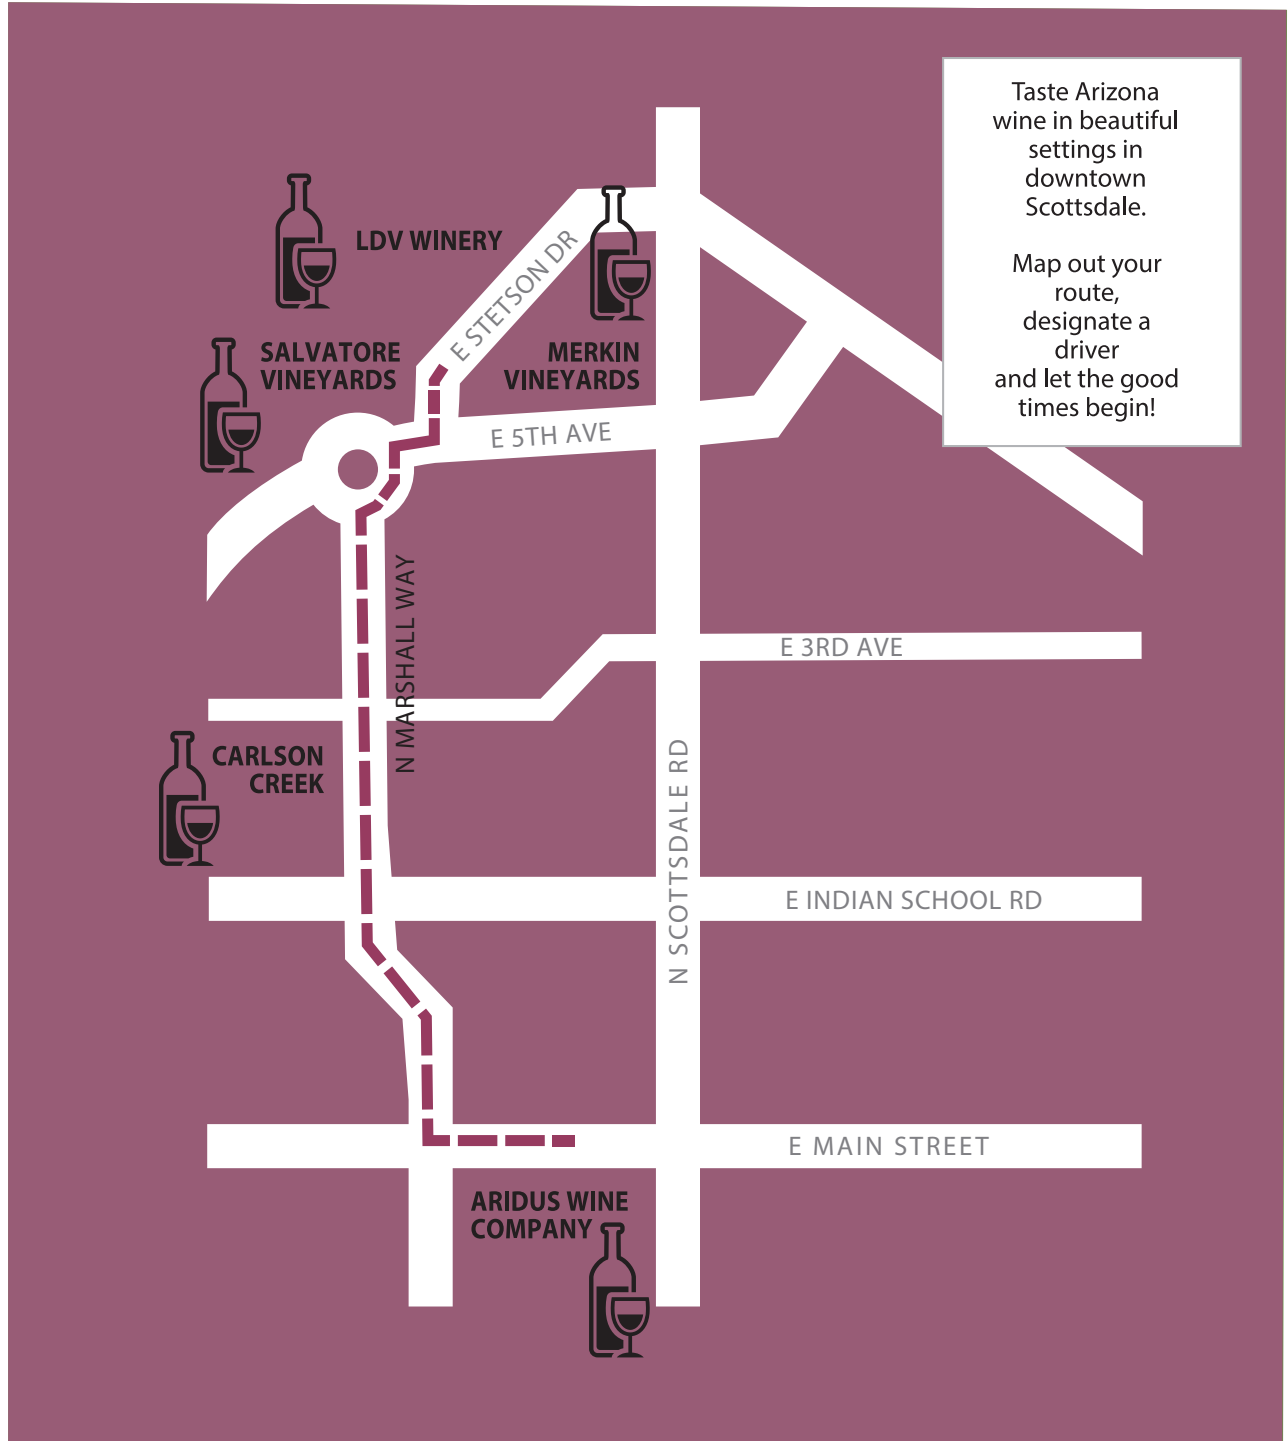 Taste Arizona
wine in beautiful
settings in
downtown
Scottsdale.
Map out your
route,
designate a
driver
and let the good
times begin!
LDV WINERY
E STETSON DR
SALVATORE
VINEYARDS
MERKIN
VINEYARDS
E 5TH AVE
N MARSHALL WAY
E 3RD AVE
CARLSON
CREEK
N SCOTTSDALE RD
E INDIAN SCHOOL RD
E MAIN STREET
ARIDUS WINE
COMPANY